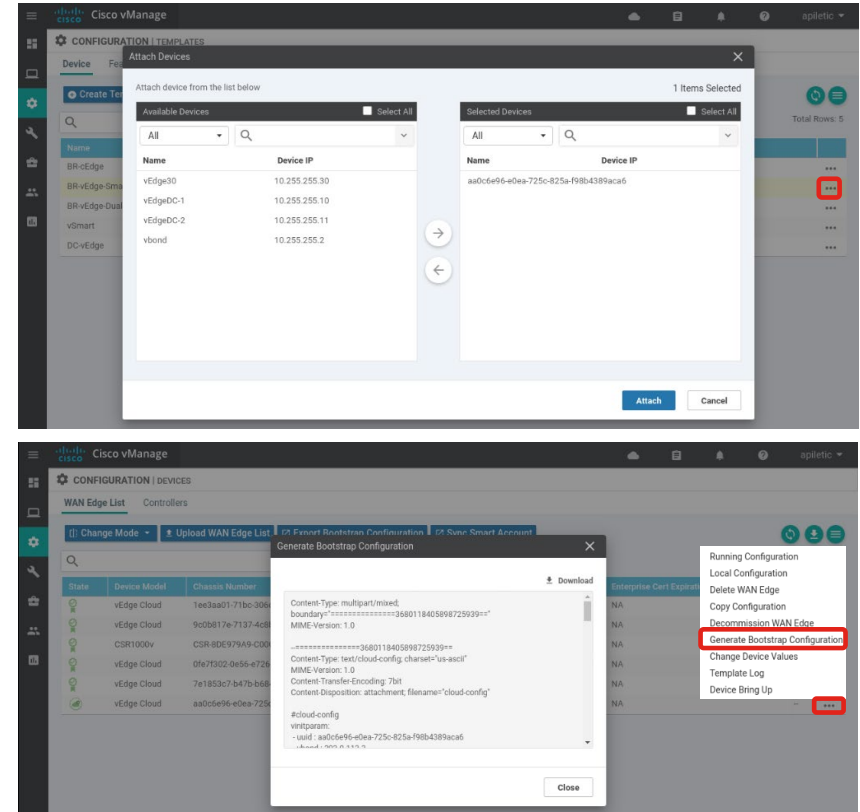 cisco Cisco vManage apiletic
CONFIGURATION | TEMPLATES
Device Fea
Attach Devices
Attach device from the list below 1 Items Selected
Create Ter
Total Rows: 5
Available Devices Select All
Selected Devices Select All
All
All
Name Device IP
Name Device IP
vEdge30 10.255.255.30
vEdgeDC-1 10.255.255.10
vEdgeDC-2 10.255.255.11
vbond 10.255.255.2
aa0c6e96-e0ea-725c-825a-f98b4389aca6
Name
BR-cEdge
BR-vEdge-Sma
BR-vEdge-Dual
vSmart
DC-vEdge
Attach Cancel
cisco Cisco vManage apiletic
CONFIGURATION | DEVICES
WAN Edge List Controllers
Change Mode Upload WAN Edge List Export Bootstrap Configuration Sync Smart Account
Generate Bootstrap Configuration
Download
Content-Type: multipart/mixed;
boundary="===============3680118405898725939=="
MIME-Version: 1.0
--===============3680118405898725939==
Content-Type: text/cloud-config; charset="us-ascii"
MIME-Version: 1.0
Content-Transfer-Encoding: 7bit
Content-Disposition: attachment; filename="cloud-config"
#cloud-config
vinitparam:
- uuid : aa0c6e96-e0ea-725c-825a-f98b4389aca6
Close
State Device Model Chassis Number Enterprise Cert Expirati
vEdge Cloud NA
vEdge Cloud NA
CSR1000v CSR-8DE979A9-C00 NA
vEdge Cloud 0fe7f302-0e56-e726 NA
vEdge Cloud 7e1853c7-b47b-b68 NA
vEdge Cloud aa0c6e96-e0ea-725 NA --
Running Configuration
Local Configuration
Delete WAN Edge
Copy Configuration
Decommission WAN Edge
Generate Bootstrap Configuration
Change Device Values
Template Log
Device Bring Up